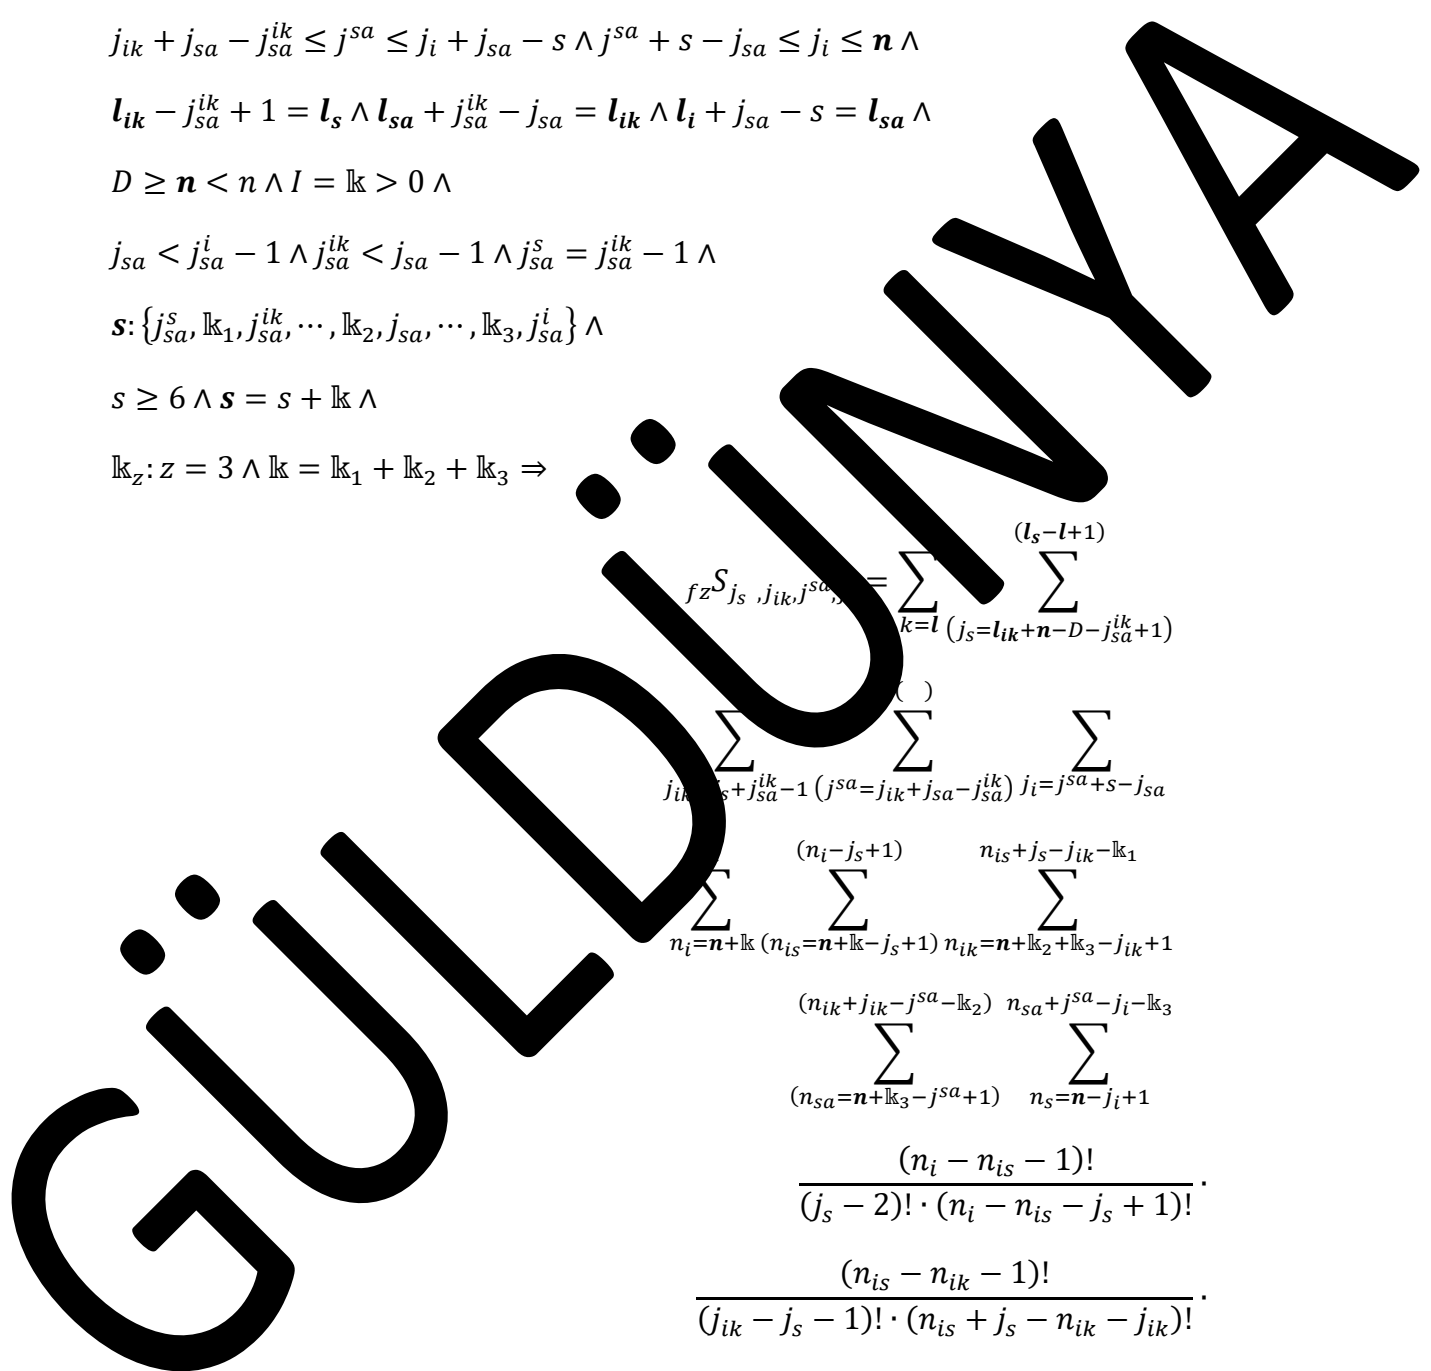 j_{ik} + j_{sa} − j_{sa}^{ik} ≤ j^{sa} ≤ j_i + j_{sa} − s ∧ j^{sa} + s − j_{sa} ≤ j_i ≤ n ∧
l_{ik} − j_{sa}^{ik} + 1 = l_s ∧ l_{sa} + j_{sa}^{ik} − j_{sa} = l_{ik} ∧ l_i + j_{sa} − s = l_{sa} ∧
D ≥ n < n ∧ I = 𝕜 > 0 ∧
j_{sa} < j_{sa}^{i} − 1 ∧ j_{sa}^{ik} < j_{sa} − 1 ∧ j_{sa}^{s} = j_{sa}^{ik} − 1 ∧
s: {j_{sa}^{s}, 𝕜_1, j_{sa}^{ik}, ⋯, 𝕜_2, j_{sa}, ⋯, 𝕜_3, j_{sa}^{i}} ∧
s ≥ 6 ∧ s = s + 𝕜 ∧
𝕜_z: z = 3 ∧ 𝕜 = 𝕜_1 + 𝕜_2 + 𝕜_3 ⇒
(l_s−l+1)
_{fz}S_{j_s ,j_{ik},j^{sa},} = ∑ ∑
k=l (j_s=l_{ik}+n−D−j_{sa}^{ik}+1)
( )
∑ ∑ ∑
j_{ik} s+j_{sa}^{ik}−1 (j^{sa}=j_{ik}+j_{sa}−j_{sa}^{ik}) j_i=j^{sa}+s−j_{sa}
(n_i−j_s+1) n_{is}+j_s−j_{ik}−𝕜_1
∑ ∑ ∑
n_i=n+𝕜 (n_{is}=n+𝕜−j_s+1) n_{ik}=n+𝕜_2+𝕜_3−j_{ik}+1
(n_{ik}+j_{ik}−j^{sa}−𝕜_2) n_{sa}+j^{sa}−j_i−𝕜_3
∑ ∑
(n_{sa}=n+𝕜_3−j^{sa}+1) n_s=n−j_i+1
(n_i − n_{is} − 1)!
(j_s − 2)! · (n_i − n_{is} − j_s + 1)! ·
(n_{is} − n_{ik} − 1)!
(j_{ik} − j_s − 1)! · (n_{is} + j_s − n_{ik} − j_{ik})! ·
GÜLDÜNYA